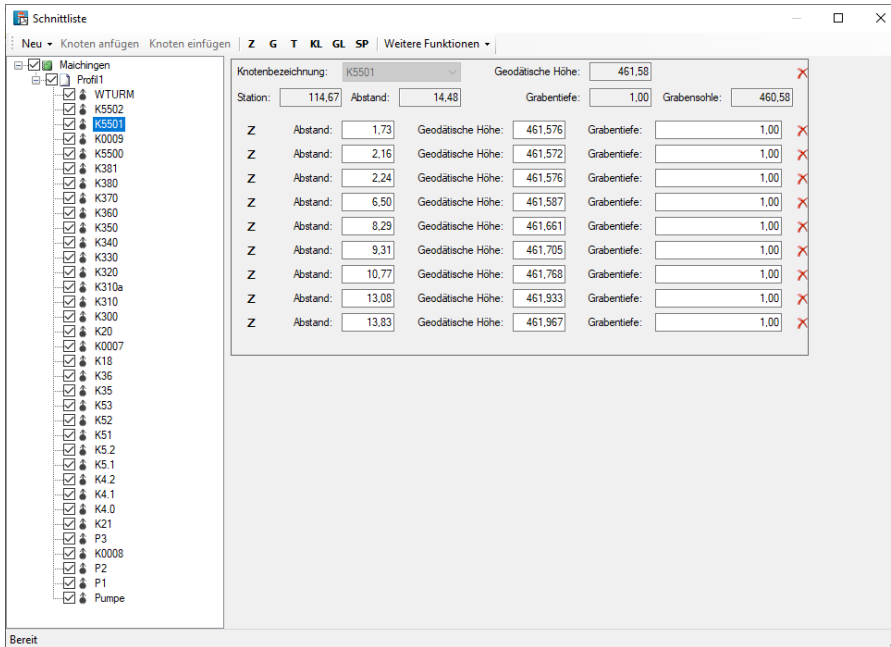 Schnittliste
Neu Knoten anfügen Knoten einfügen Z G T KL GL SP Weitere Funktionen
Maichingen
Profil1
WTURM
K5502
K5501
K0009
K5500
K381
K380
K370
K360
K350
K340
K330
K320
K310a
K310
K300
K20
K0007
K18
K36
K35
K53
K52
K51
K5.2
K5.1
K4.2
K4.1
K4.0
K21
P3
K0008
P2
P1
Pumpe
Knotenbezeichnung: K5501 Geodätische Höhe: 461,58
Station: 114,67 Abstand: 14,48 Grabentiefe: 1,00 Grabensohle: 460,58
Z Abstand: 1,73 Geodätische Höhe: 461,576 Grabentiefe: 1,00
Z Abstand: 2,16 Geodätische Höhe: 461,572 Grabentiefe: 1,00
Z Abstand: 2,24 Geodätische Höhe: 461,576 Grabentiefe: 1,00
Z Abstand: 6,50 Geodätische Höhe: 461,587 Grabentiefe: 1,00
Z Abstand: 8,29 Geodätische Höhe: 461,661 Grabentiefe: 1,00
Z Abstand: 9,31 Geodätische Höhe: 461,705 Grabentiefe: 1,00
Z Abstand: 10,77 Geodätische Höhe: 461,768 Grabentiefe: 1,00
Z Abstand: 13,08 Geodätische Höhe: 461,933 Grabentiefe: 1,00
Z Abstand: 13,83 Geodätische Höhe: 461,967 Grabentiefe: 1,00
Bereit